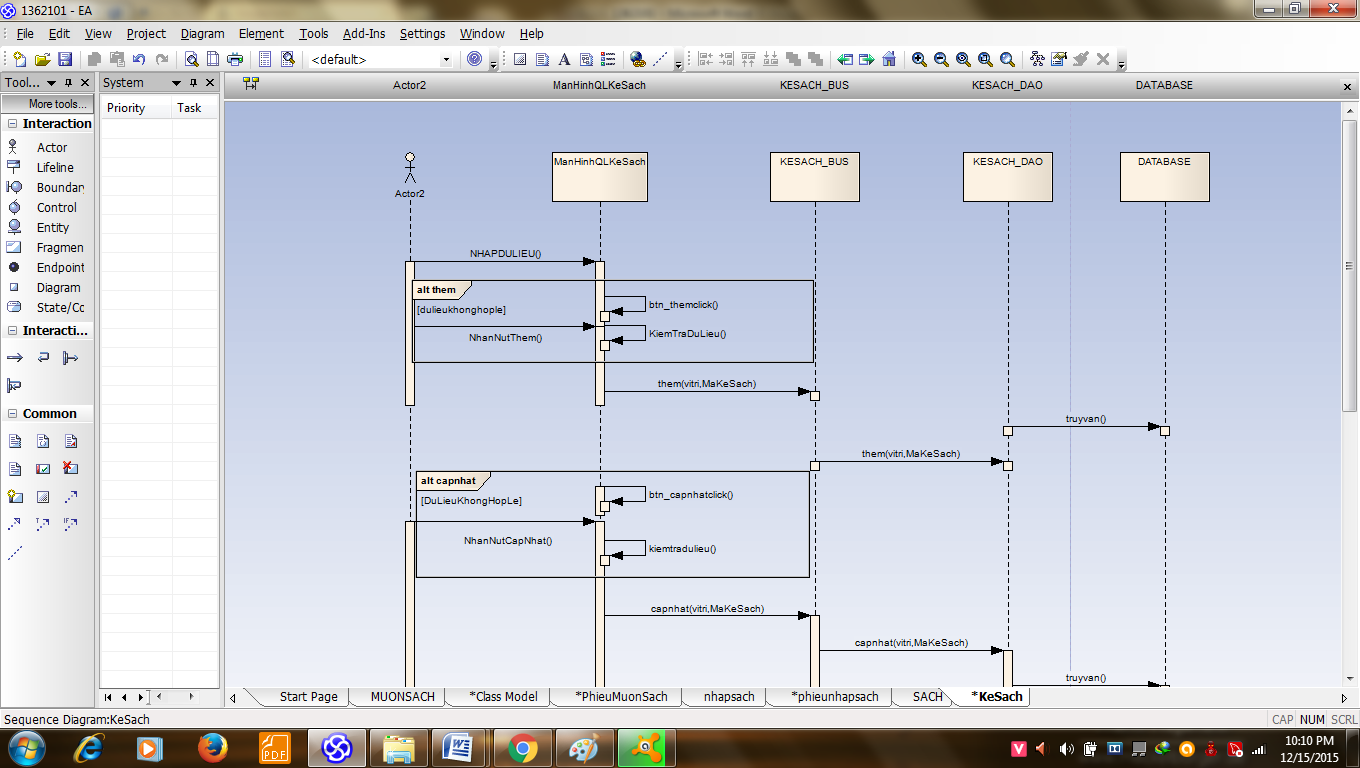 1362101 - EA
File Edit View Project Diagram Element Tools Add-Ins Settings Window Help
<default>
Tool...
System
Actor2 ManHinhQLKeSach KESACH_BUS KESACH_DAO DATABASE
More tools...
Priority Task
Interaction
Actor
Lifeline
Boundary
Control
Entity
Fragmen
Endpoint
Diagram
State/Co
Interacti...
Common
ManHinhQLKeSach KESACH_BUS KESACH_DAO DATABASE
Actor2
NHAPDULIEU()
alt them
[dulieukhonghople]
btn_themclick()
NhanNutThem()
KiemTraDuLieu()
them(vitri,MaKeSach)
truyvan()
them(vitri,MaKeSach)
alt capnhat
[DuLieuKhongHopLe]
btn_capnhatclick()
NhanNutCapNhat()
kiemtradulieu()
capnhat(vitri,MaKeSach)
capnhat(vitri,MaKeSach)
truyvan()
Start Page MUONSACH *Class Model *PhieuMuonSach nhapsach *phieunhapsach SACH *KeSach
Sequence Diagram:KeSach
CAP NUM SCRL
PDF
10:10 PM
12/15/2015